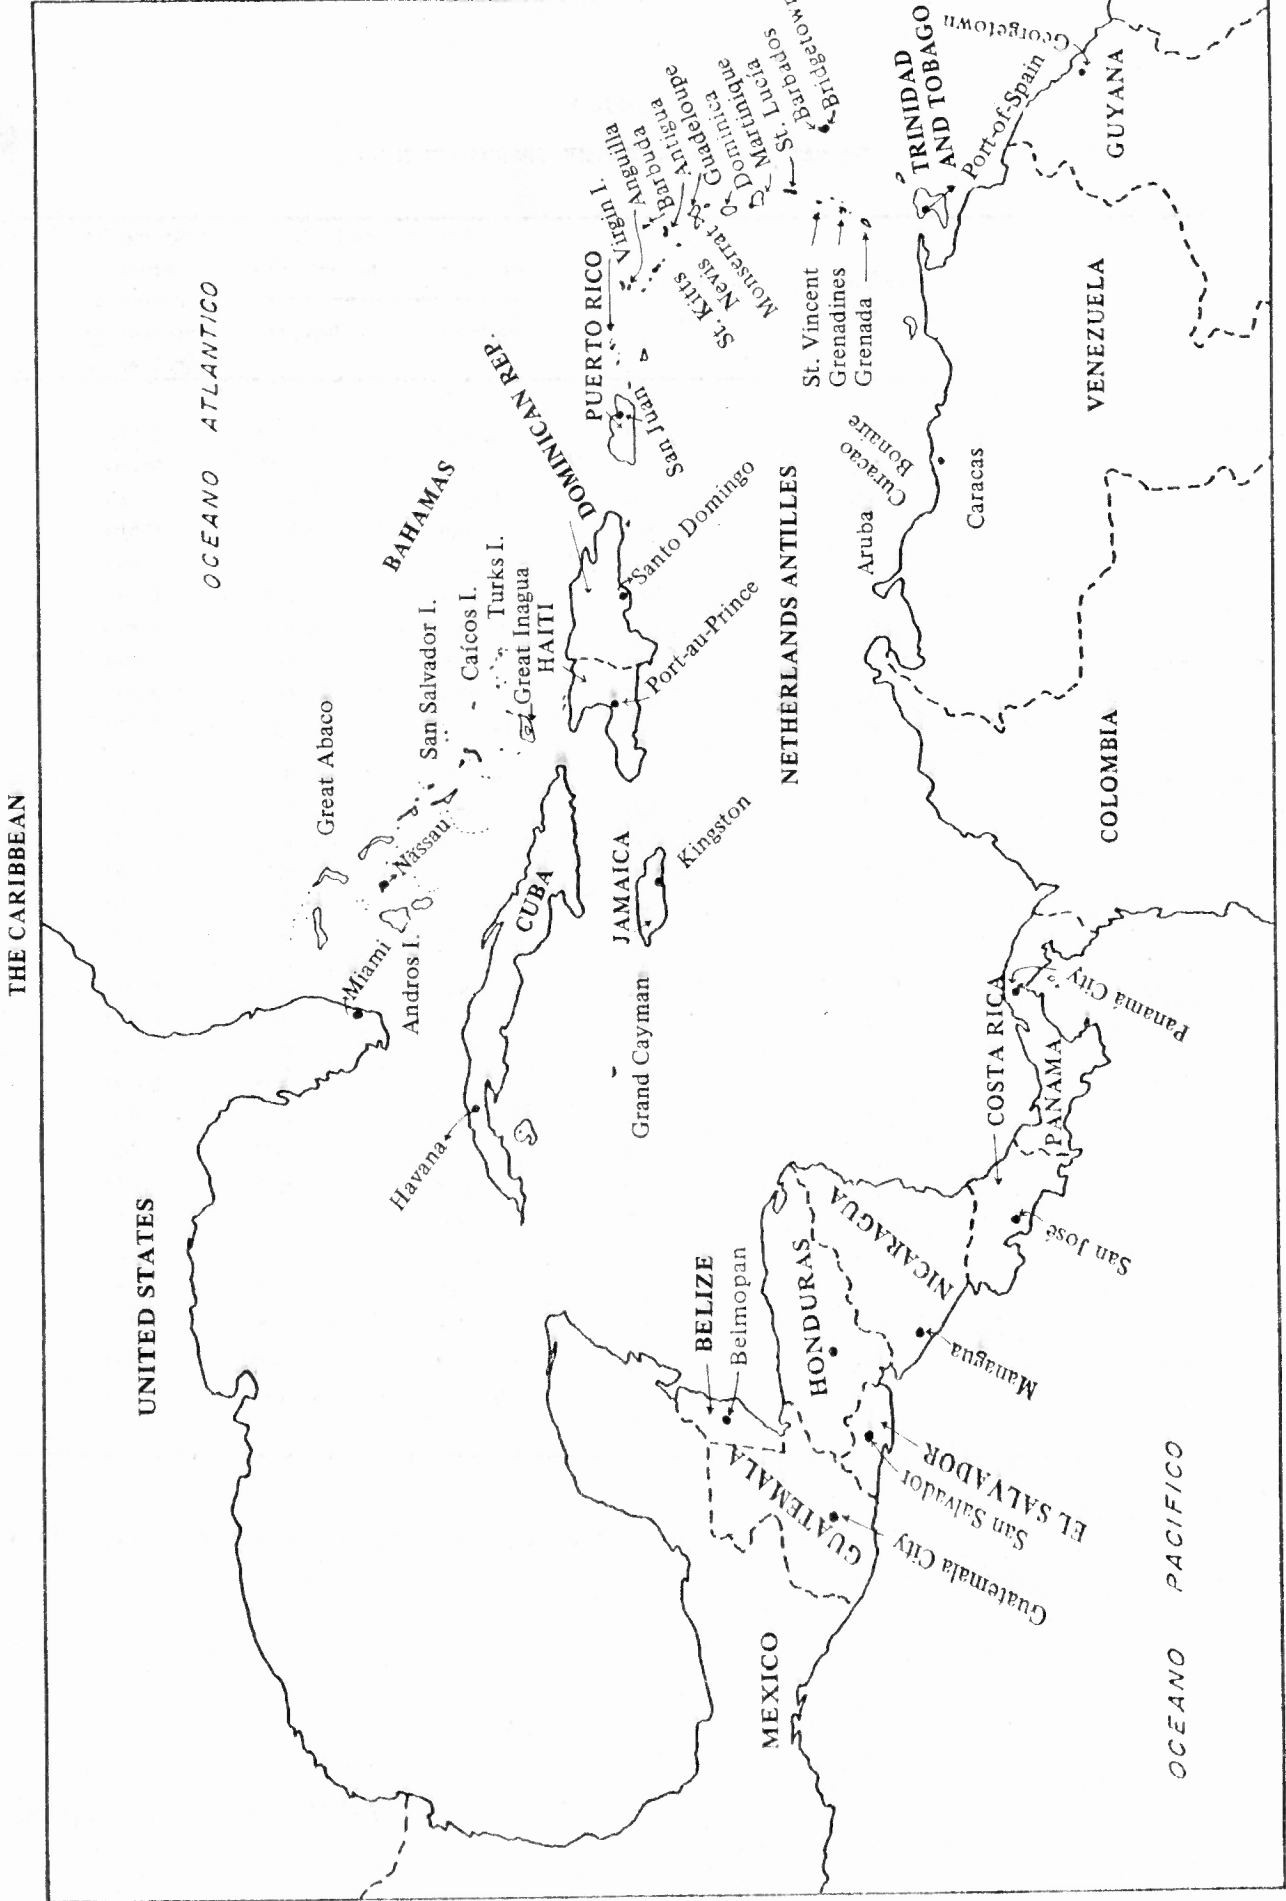 THE CARIBBEAN
UNITED STATES
OCEANO ATLANTICO
Miami
Great Abaco
Nassau
Andros I.
BAHAMAS
San Salvador I.
Caícos I.
Turks I.
Great Inagua
HAITI
DOMINICAN REP.
Havana
CUBA
JAMAICA
Kingston
Grand Cayman
Port-au-Prince
Santo Domingo
PUERTO RICO
San Juan
Virgin I.
Anguilla
Barbuda
Antigua
Guadeloupe
Dominica
Martinique
St. Lucía
Barbados
Bridgetown
St. Kitts
Nevis
Monserrat
St. Vincent
Grenadines
Grenada
NETHERLANDS ANTILLES
Aruba
Curacao
Bonaire
TRINIDAD
AND TOBAGO
Port-of-Spain
Georgetown
GUYANA
VENEZUELA
Caracas
COLOMBIA
MEXICO
BELIZE
Belmopan
GUATEMALA
Guatemala City
HONDURAS
EL SALVADOR
San Salvador
NICARAGUA
Managua
COSTA RICA
San José
PANAMA
Panamá City
OCEANO PACIFICO